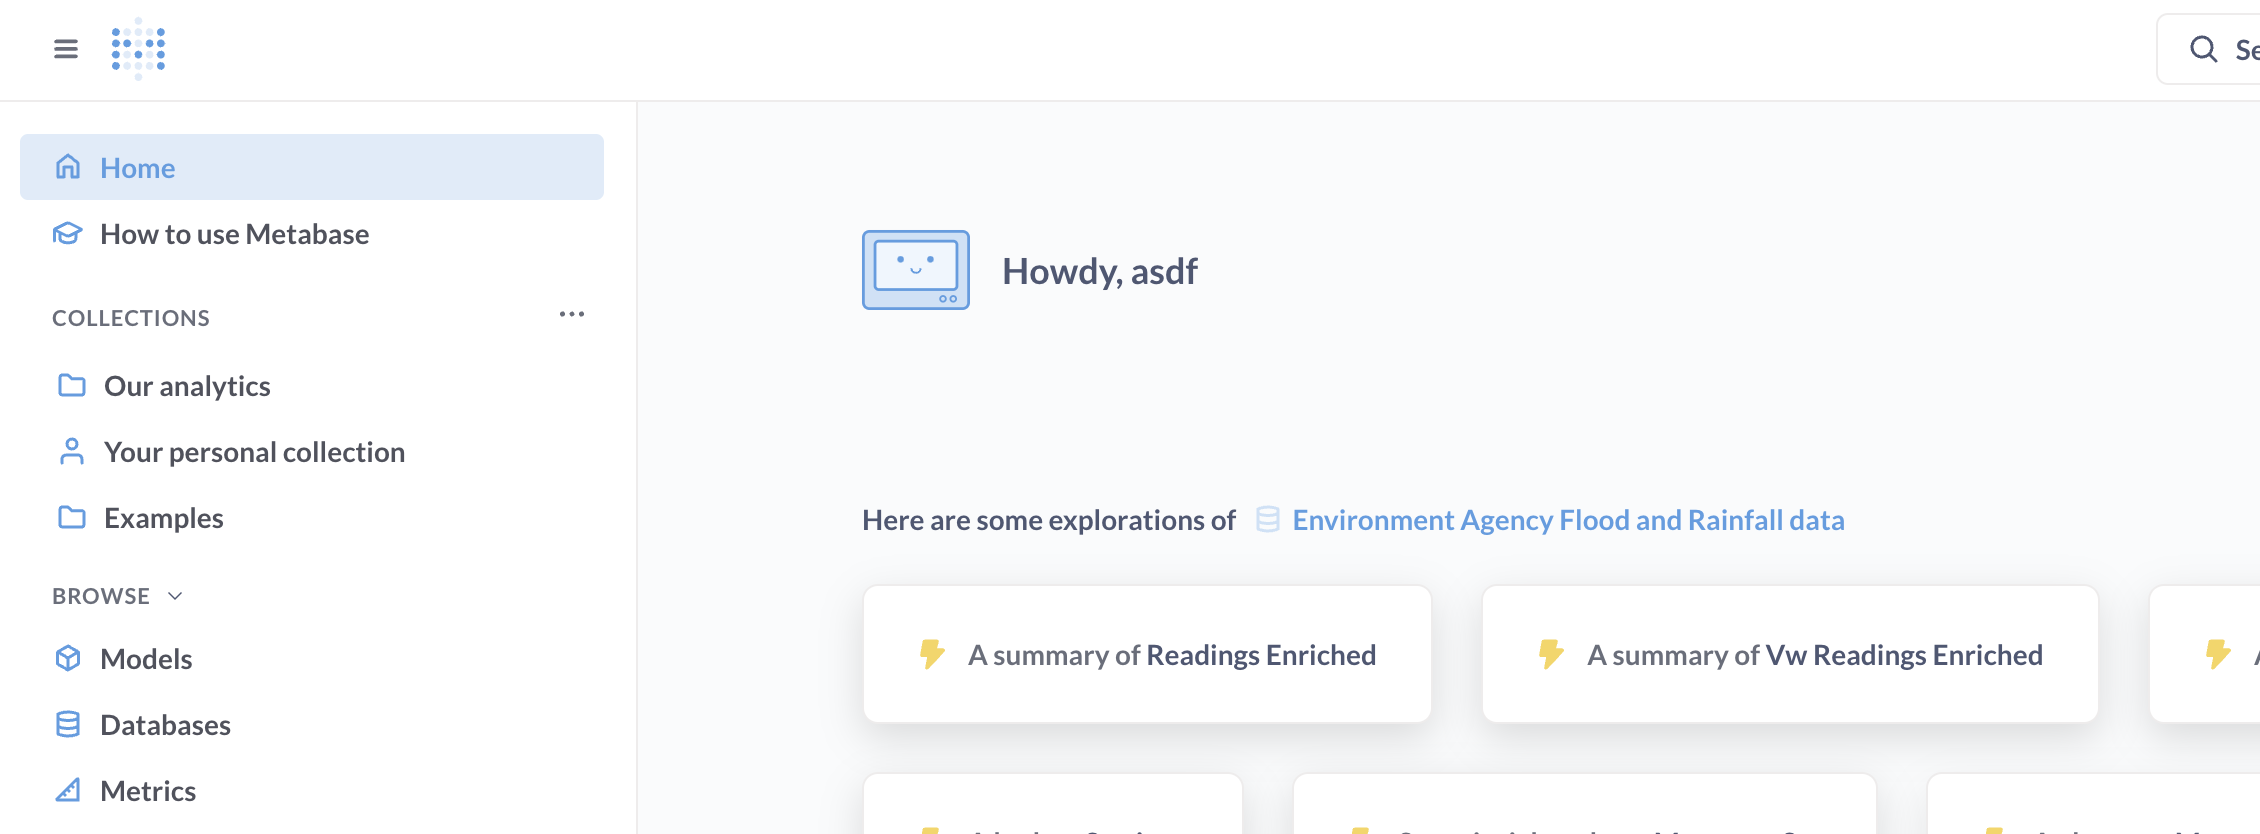 Home
How to use Metabase
COLLECTIONS
Our analytics
Your personal collection
Examples
BROWSE
Models
Databases
Metrics
Howdy, asdf
Here are some explorations of Environment Agency Flood and Rainfall data
A summary of Readings Enriched
A summary of Vw Readings Enriched